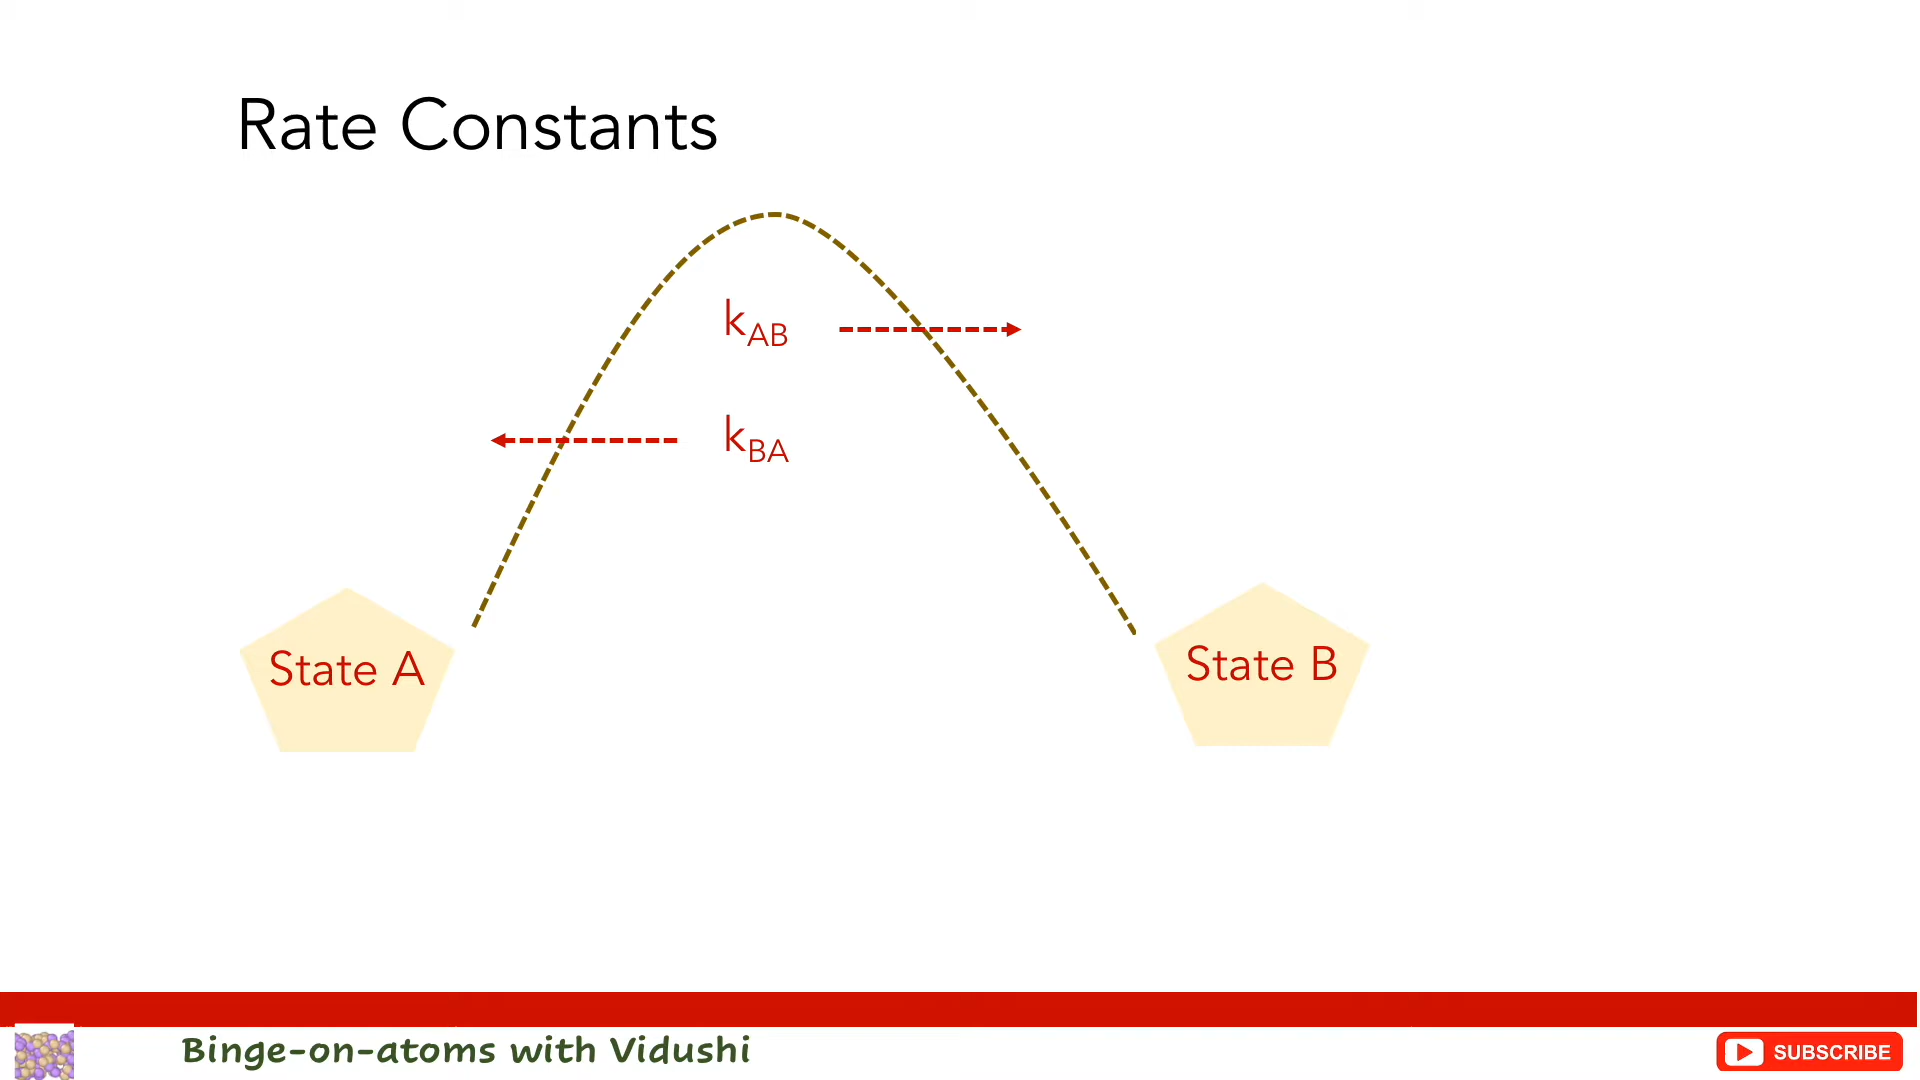 Rate Constants
kAB
kBA
State A
State B
Binge-on-atoms with Vidushi
SUBSCRIBE